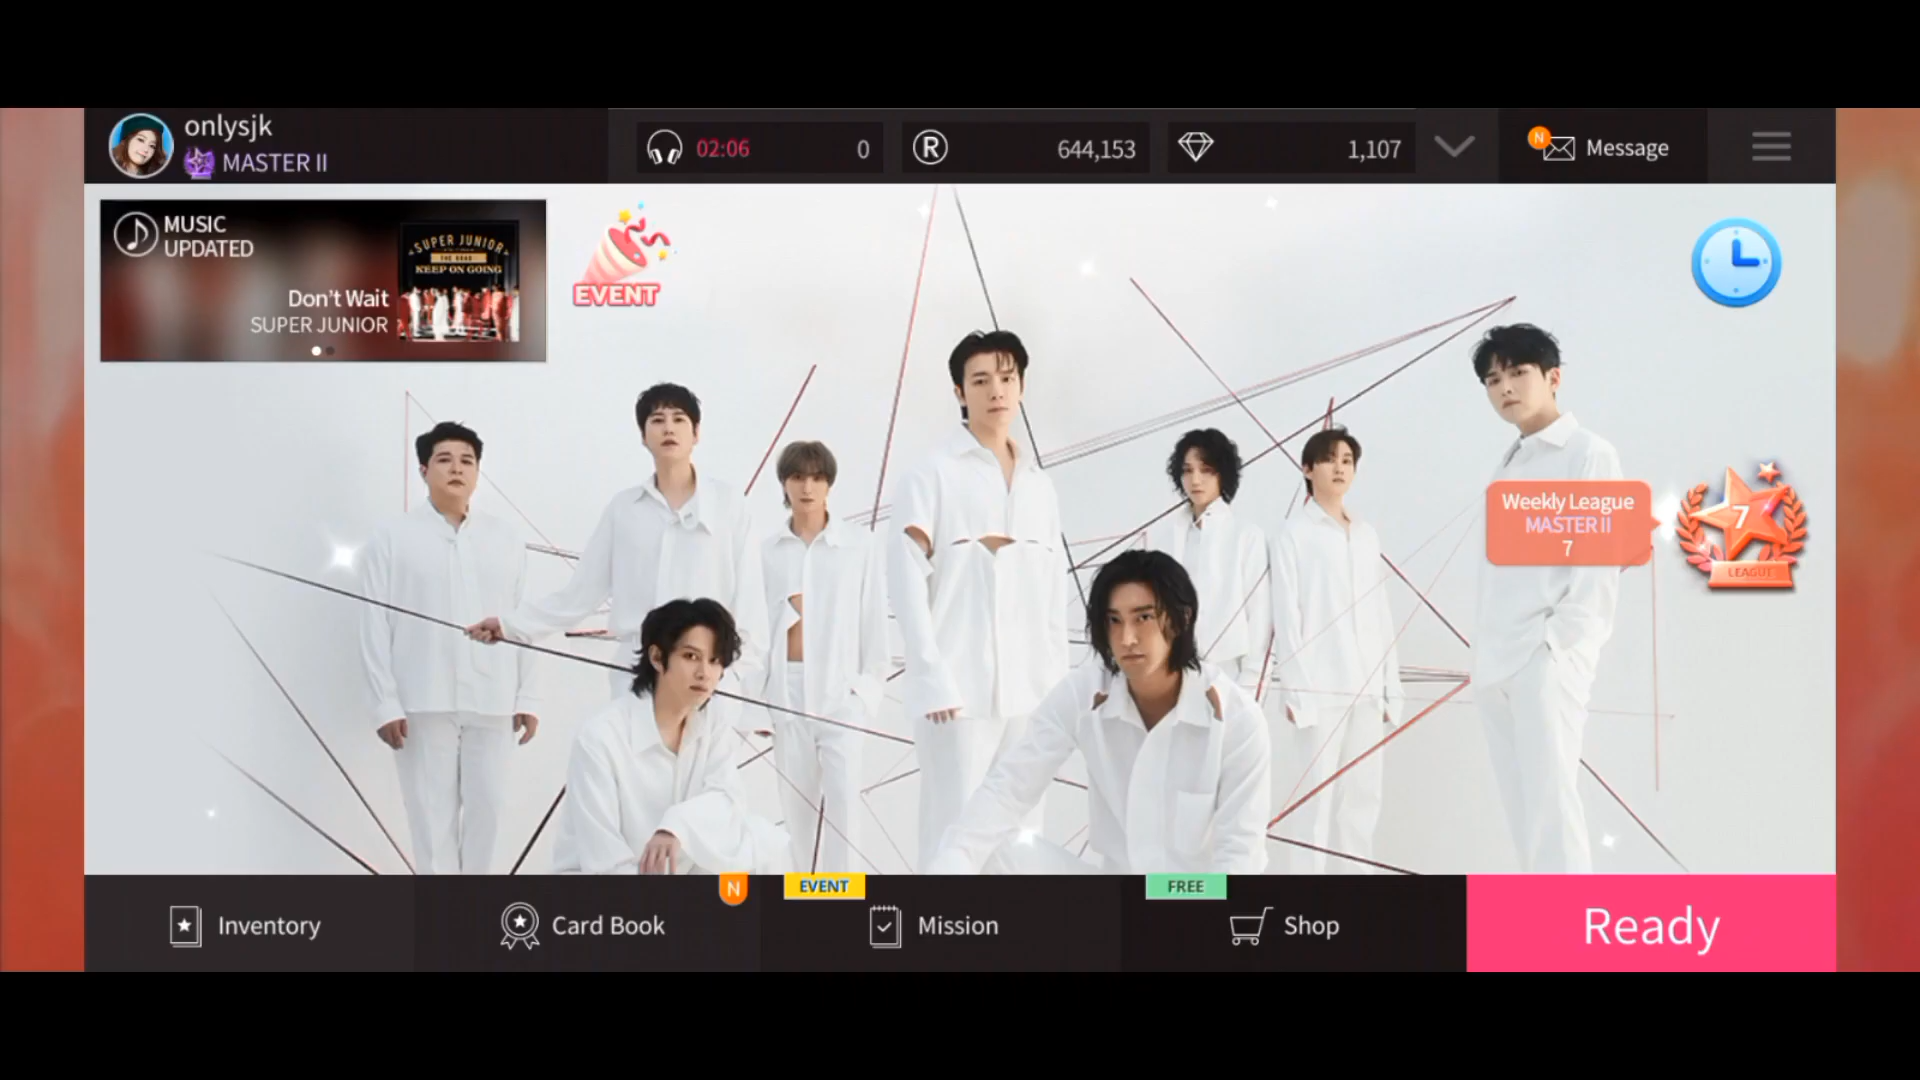 onlysjk
MASTER II
02:06
0
R
644,153
1,107
N
Message
MUSIC
UPDATED
Don't Wait
SUPER JUNIOR
SUPER JUNIOR
THE ROAD
KEEP ON GOING
EVENT
Weekly League
MASTER II
7
7
LEAGUE
Inventory
Card Book
N
EVENT
Mission
FREE
Shop
Ready